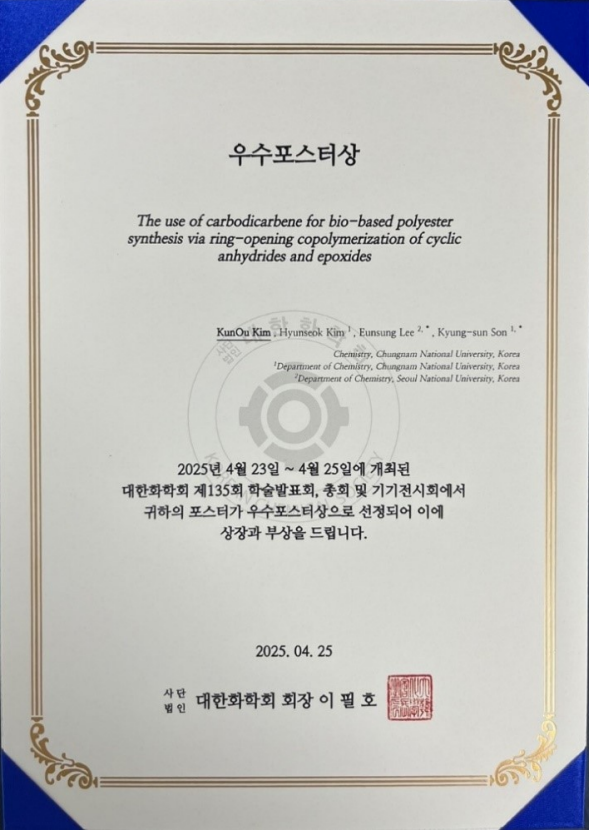 우수포스터상
The use of carbodicarbene for bio-based polyester
synthesis via ring-opening copolymerization of cyclic
anhydrides and epoxides
KunOu Kim, Hyunseok Kim ¹, Eunsung Lee ²,*, Kyung-sun Son ¹,*
Chemistry, Chungnam National University, Korea
¹Department of Chemistry, Chungnam National University, Korea
²Department of Chemistry, Seoul National University, Korea
2025년 4월 23일 ~ 4월 25일에 개최된
대한화학회 제135회 학술발표회, 총회 및 기기전시회에서
귀하의 포스터가 우수포스터상으로 선정되어 이에
상장과 부상을 드립니다.
2025. 04. 25
사단법인 대한화학회 회장 이 필 호